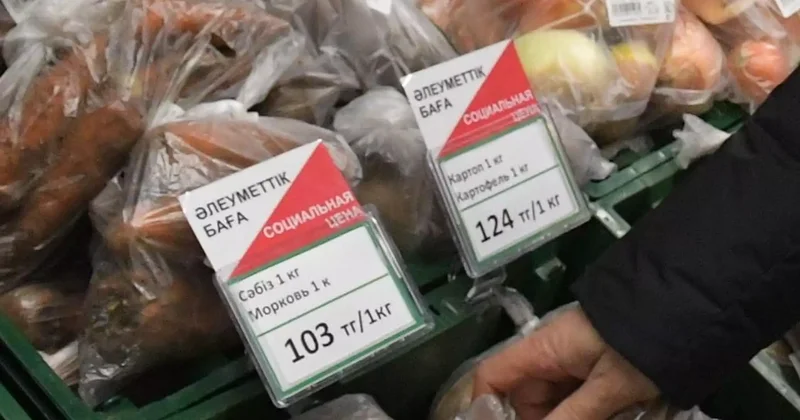 ӘЛЕУМЕТТІК
БАҒА
СОЦИАЛЬНАЯ
ЦЕНА
Сәбіз 1 кг
Морковь 1 к
103 тг/1кг
ӘЛЕУМЕТТІК
БАҒА
СОЦИАЛЬНАЯ
ЦЕНА
Картоп 1 кг
Картофель 1 кг
124 тг/1 кг